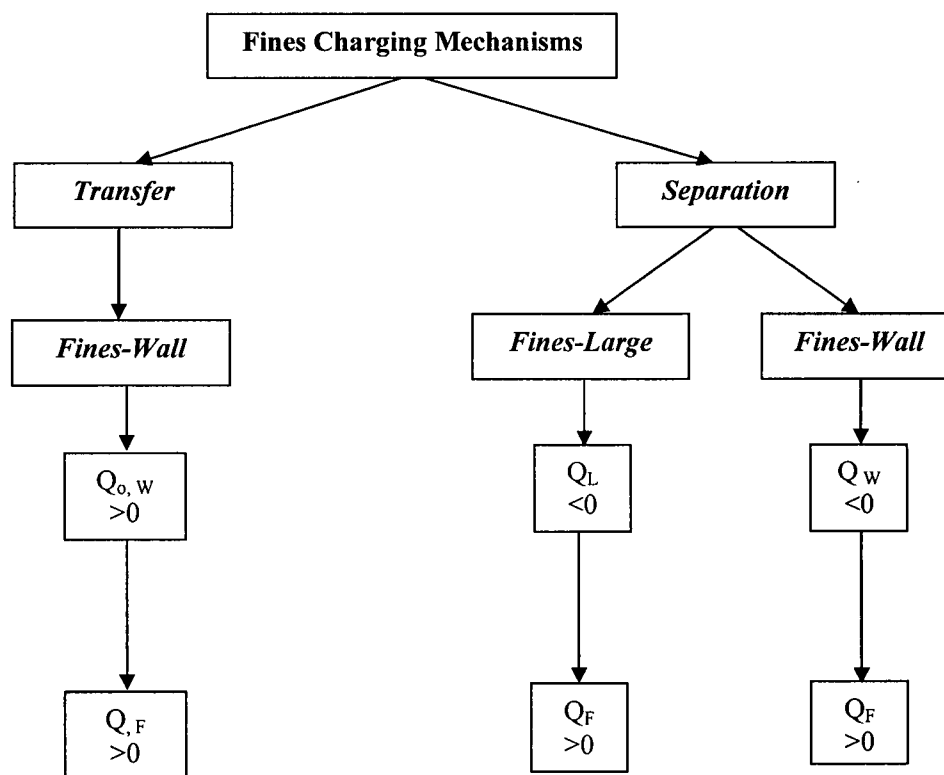 Fines Charging Mechanisms
Transfer
Separation
Fines-Wall
Fines-Large
Fines-Wall
Qo, W
>0
QL
<0
Q W
<0
Q, F
>0
QF
>0
QF
>0